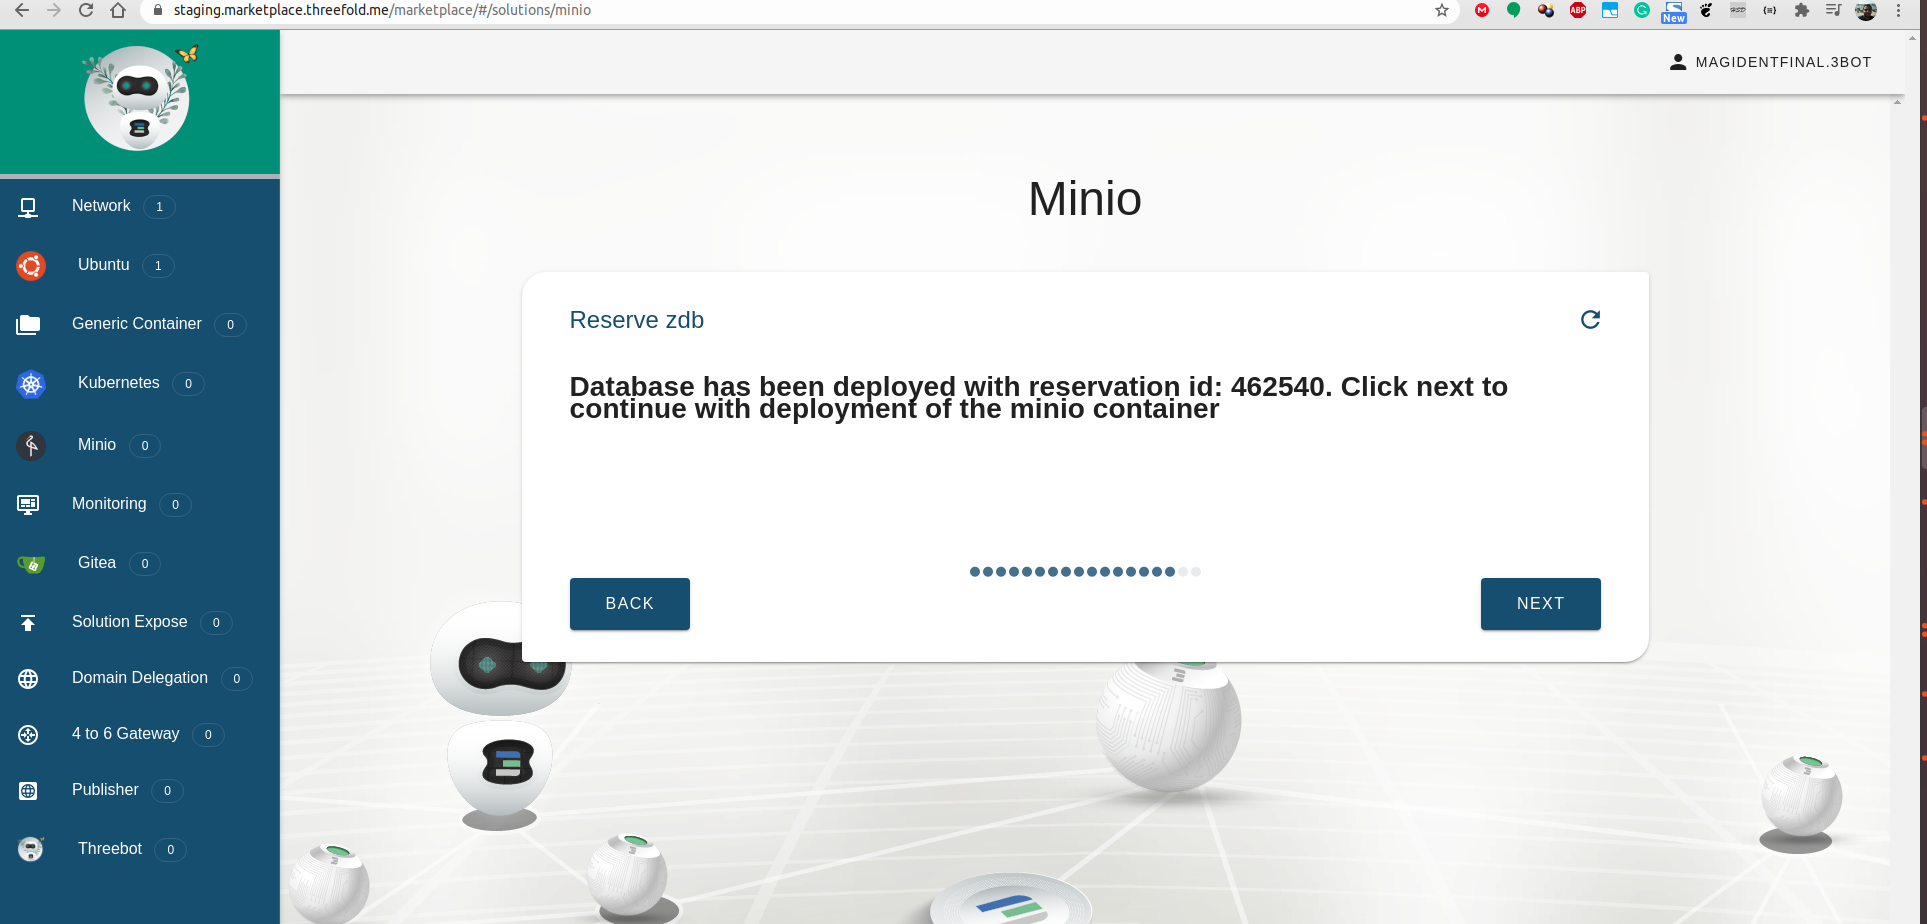 staging.marketplace.threefold.me/marketplace/#/solutions/minio
ABP
New
MAGIDENTFINAL.3BOT
Network 1
Ubuntu 1
Generic Container 0
Kubernetes 0
Minio 0
Monitoring 0
Gitea 0
Solution Expose 0
Domain Delegation 0
4 to 6 Gateway 0
Publisher 0
Threebot 0
Minio
Reserve zdb
Database has been deployed with reservation id: 462540. Click next to
continue with deployment of the minio container
BACK
NEXT